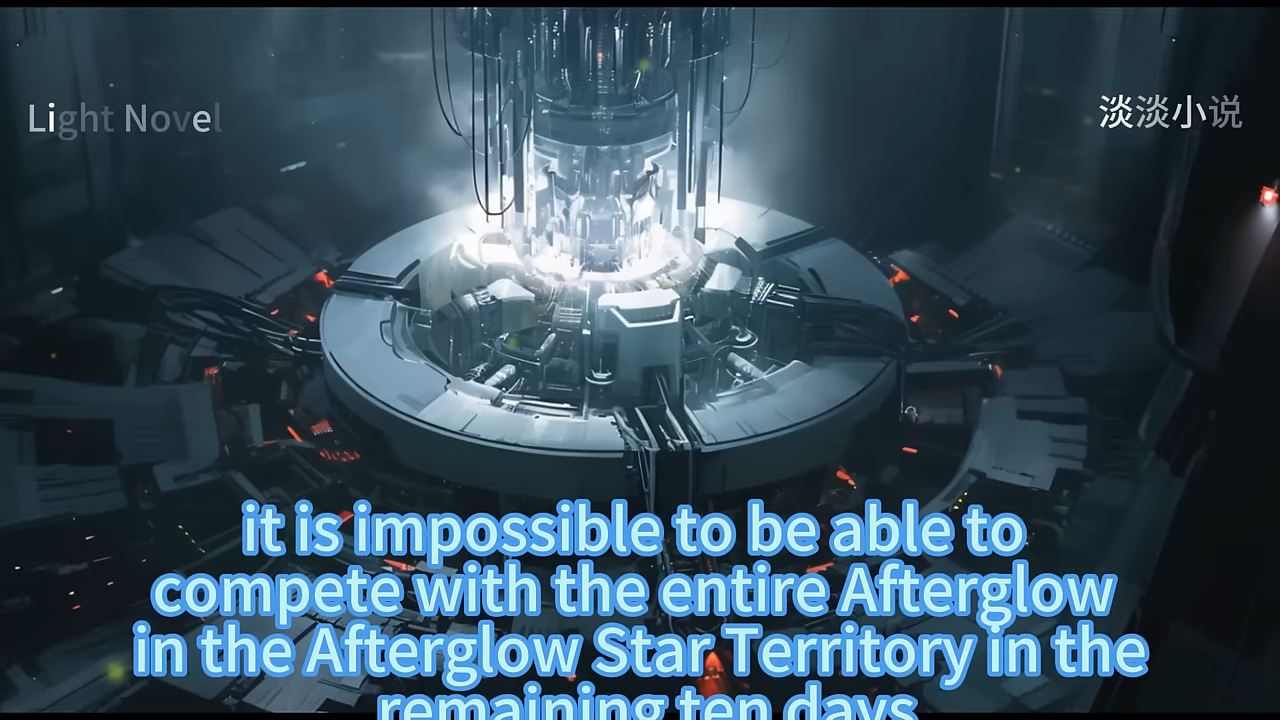 Light Novel
淡淡小说
it is impossible to be able to
compete with the entire Afterglow
in the Afterglow Star Territory in the
remaining ten days